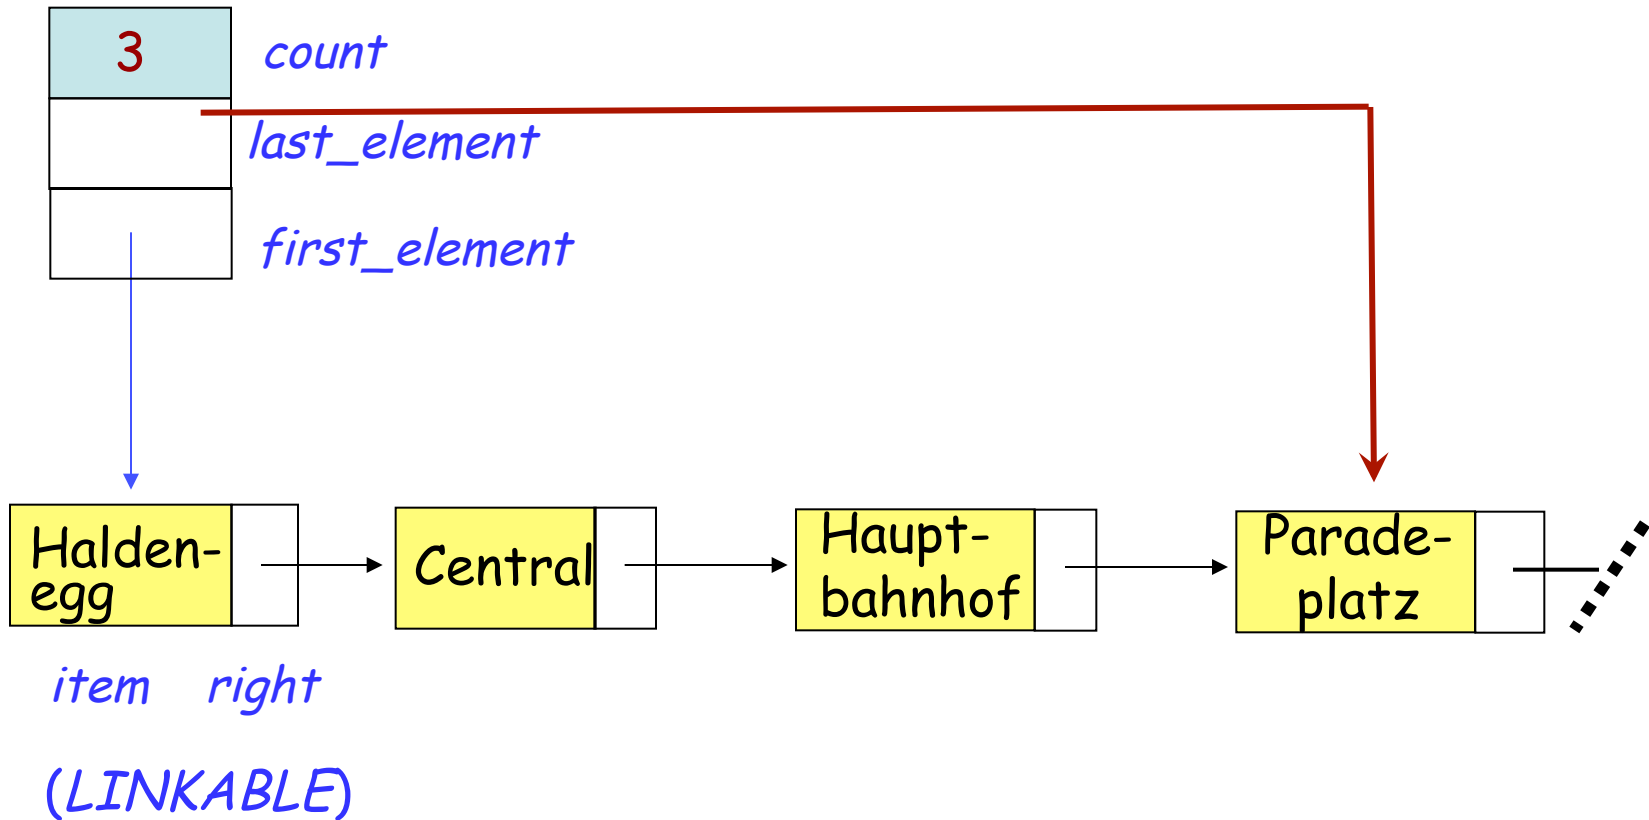 3
count
last_element
first_element
Halden-
egg
Central
Haupt-
bahnhof
Parade-
platz
item right
(LINKABLE)